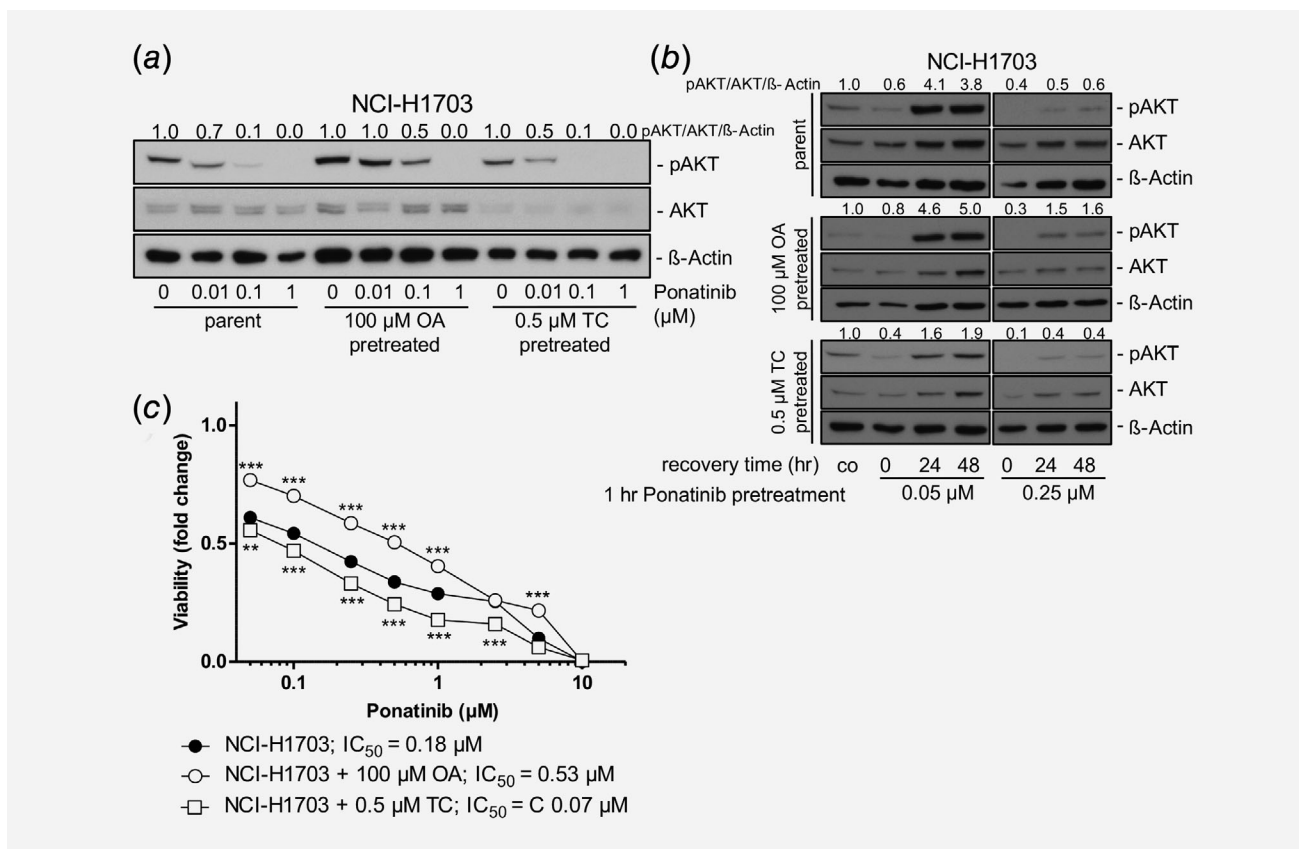 (a)
NCI-H1703
1.0 0.7 0.1 0.0 1.0 1.0 0.5 0.0 1.0 0.5 0.1 0.0 pAKT/AKT/ß-Actin
- pAKT
- AKT
- ß-Actin
0 0.01 0.1 1 0 0.01 0.1 1 0 0.01 0.1 1 Ponatinib
(µM)
parent 100 µM OA 0.5 µM TC
pretreated pretreated
(b)
NCI-H1703
pAKT/AKT/ß- Actin 1.0 0.6 4.1 3.8 0.4 0.5 0.6
parent
- pAKT
- AKT
- ß-Actin
1.0 0.8 4.6 5.0 0.3 1.5 1.6
100 µM OA
pretreated
- pAKT
- AKT
- ß-Actin
1.0 0.4 1.6 1.9 0.1 0.4 0.4
0.5 µM TC
pretreated
- pAKT
- AKT
- ß-Actin
recovery time (hr) co 0 24 48 0 24 48
1 hr Ponatinib pretreatment 0.05 µM 0.25 µM
(c)
Viability (fold change)
1.0
0.5
0.0
*** *** *** *** *** ***
** *** *** *** *** ***
0.1 1 10
Ponatinib (µM)
NCI-H1703; IC50 = 0.18 µM
NCI-H1703 + 100 µM OA; IC50 = 0.53 µM
NCI-H1703 + 0.5 µM TC; IC50 = C 0.07 µM